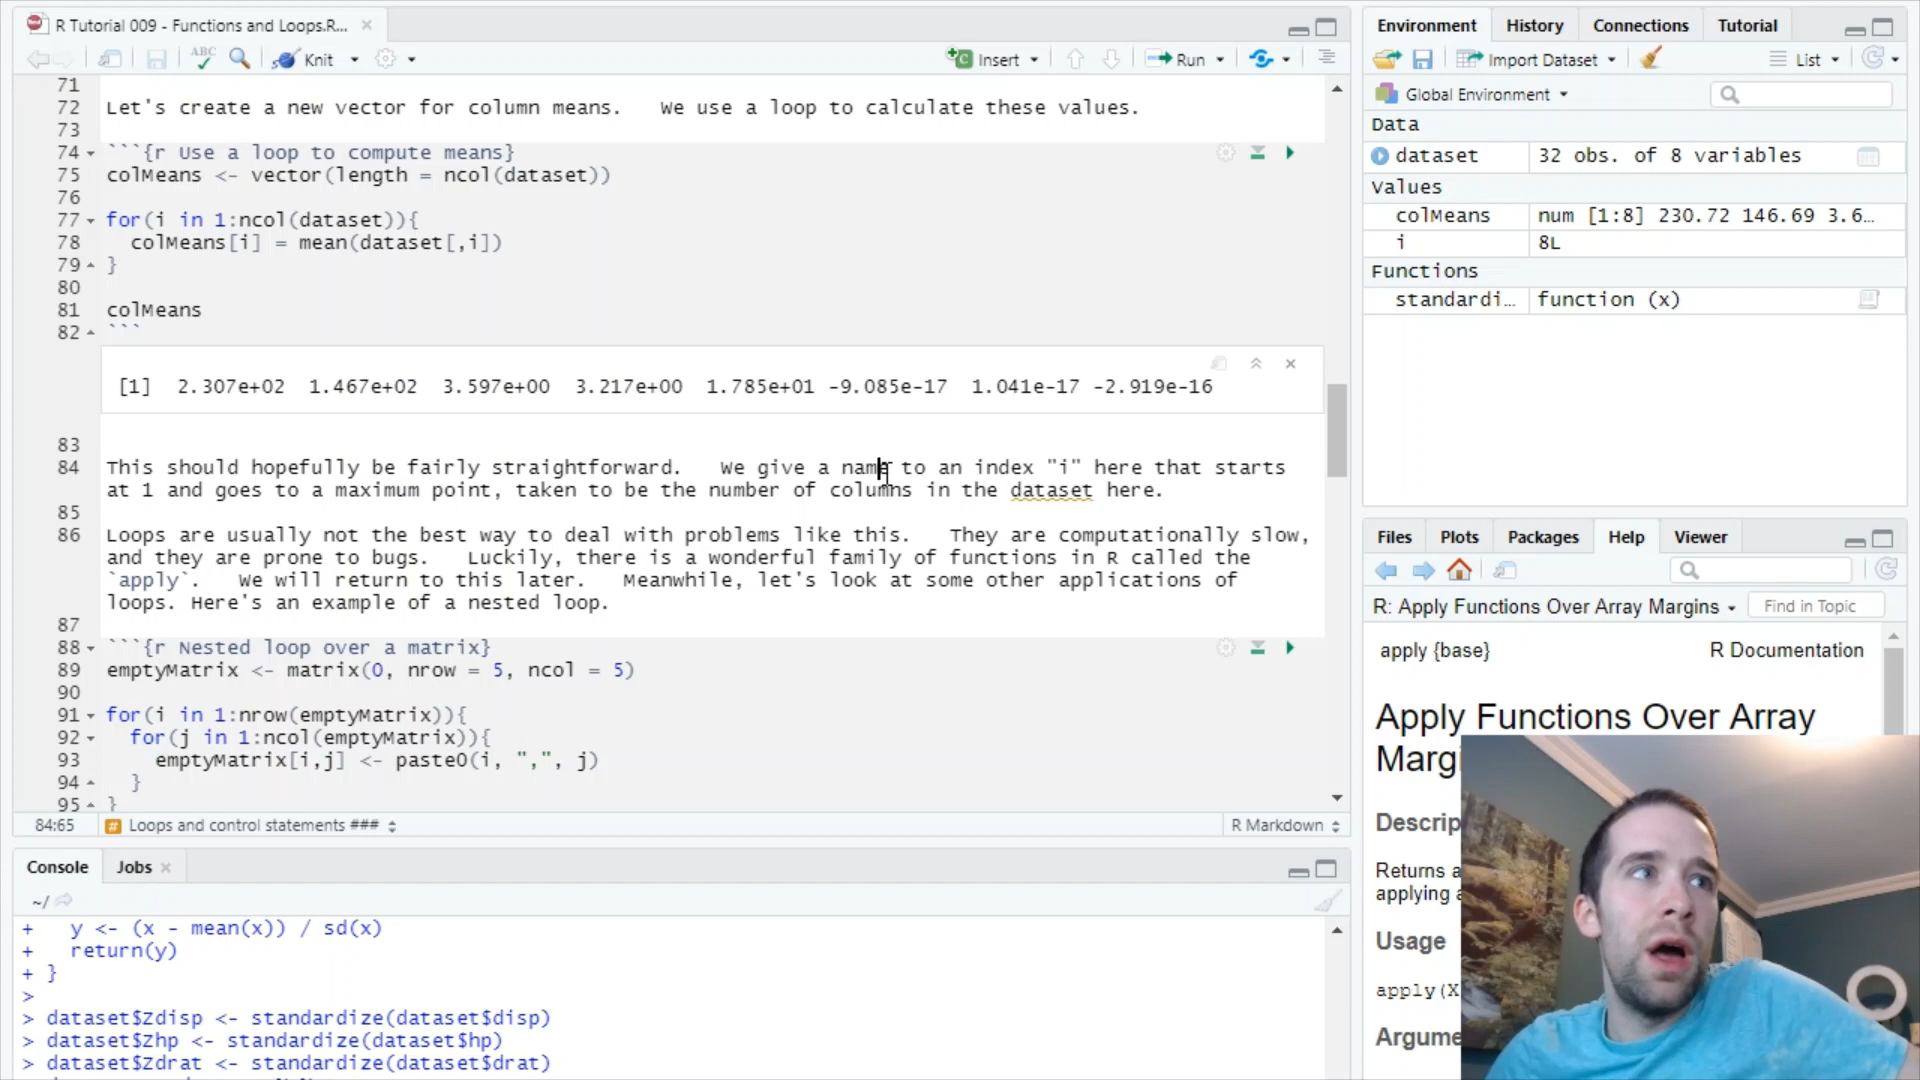 R Tutorial 009 - Functions and Loops.R...
ABC
Knit
Insert
Run
71
72 Let's create a new vector for column means.   We use a loop to calculate these values.
73
74 ```{r Use a loop to compute means}
75 colMeans <- vector(length = ncol(dataset))
76
77 for(i in 1:ncol(dataset)){
78   colMeans[i] = mean(dataset[,i])
79 }
80
81 colMeans
82 ```
[1]  2.307e+02  1.467e+02  3.597e+00  3.217e+00  1.785e+01 -9.085e-17  1.041e-17 -2.919e-16
83
84 This should hopefully be fairly straightforward.   We give a name to an index "i" here that starts
at 1 and goes to a maximum point, taken to be the number of columns in the dataset here.
85
86 Loops are usually not the best way to deal with problems like this.   They are computationally slow,
and they are prone to bugs.   Luckily, there is a wonderful family of functions in R called the
`apply`.   We will return to this later.   Meanwhile, let's look at some other applications of
loops. Here's an example of a nested loop.
87
88 ```{r Nested loop over a matrix}
89 emptyMatrix <- matrix(0, nrow = 5, ncol = 5)
90
91 for(i in 1:nrow(emptyMatrix)){
92   for(j in 1:ncol(emptyMatrix)){
93     emptyMatrix[i,j] <- paste0(i, ",", j)
94   }
95 }
84:65
# Loops and control statements ###
R Markdown
Console
Jobs
~/
+   y <- (x - mean(x)) / sd(x)
+   return(y)
+ }
>
> dataset$Zdisp <- standardize(dataset$disp)
> dataset$Zhp <- standardize(dataset$hp)
> dataset$Zdrat <- standardize(dataset$drat)
Environment
History
Connections
Tutorial
Import Dataset
List
Global Environment
Data
dataset 32 obs. of 8 variables
Values
colMeans num [1:8] 230.72 146.69 3.6...
i 8L
Functions
standardi... function (x)
Files
Plots
Packages
Help
Viewer
R: Apply Functions Over Array Margins
Find in Topic
apply {base}
R Documentation
Apply Functions Over Array
Margi
Descrip
Returns a
applying a
Usage
apply(X
Argume